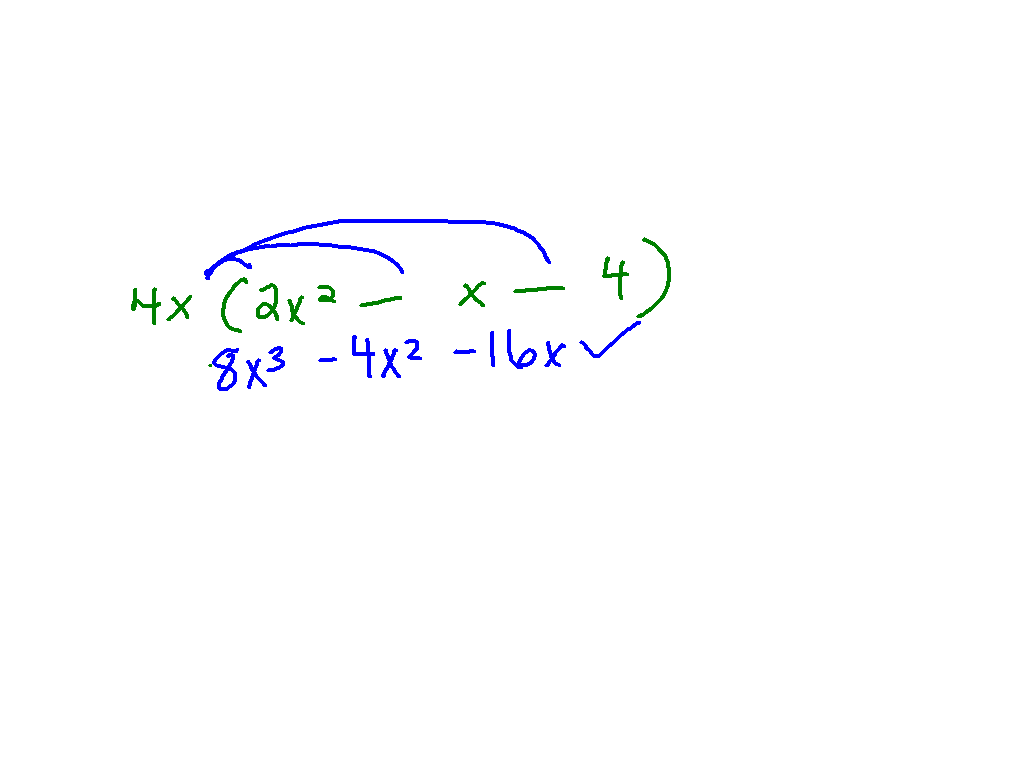 4x (2x² — x — 4)
8x³ - 4x² - 16x ✓